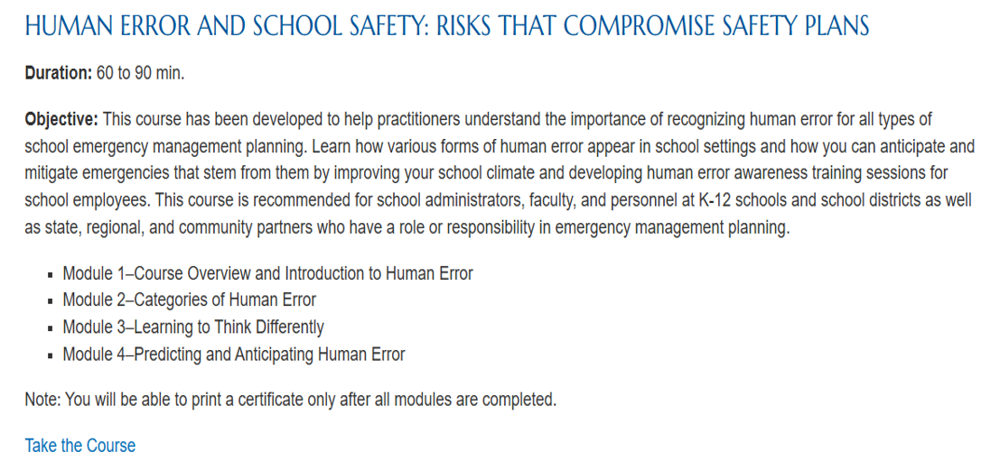 HUMAN ERROR AND SCHOOL SAFETY: RISKS THAT COMPROMISE SAFETY PLANS
Duration: 60 to 90 min.
Objective: This course has been developed to help practitioners understand the importance of recognizing human error for all types of
school emergency management planning. Learn how various forms of human error appear in school settings and how you can anticipate and
mitigate emergencies that stem from them by improving your school climate and developing human error awareness training sessions for
school employees. This course is recommended for school administrators, faculty, and personnel at K-12 schools and school districts as well
as state, regional, and community partners who have a role or responsibility in emergency management planning.
▪ Module 1–Course Overview and Introduction to Human Error
▪ Module 2–Categories of Human Error
▪ Module 3–Learning to Think Differently
▪ Module 4–Predicting and Anticipating Human Error
Note: You will be able to print a certificate only after all modules are completed.
Take the Course